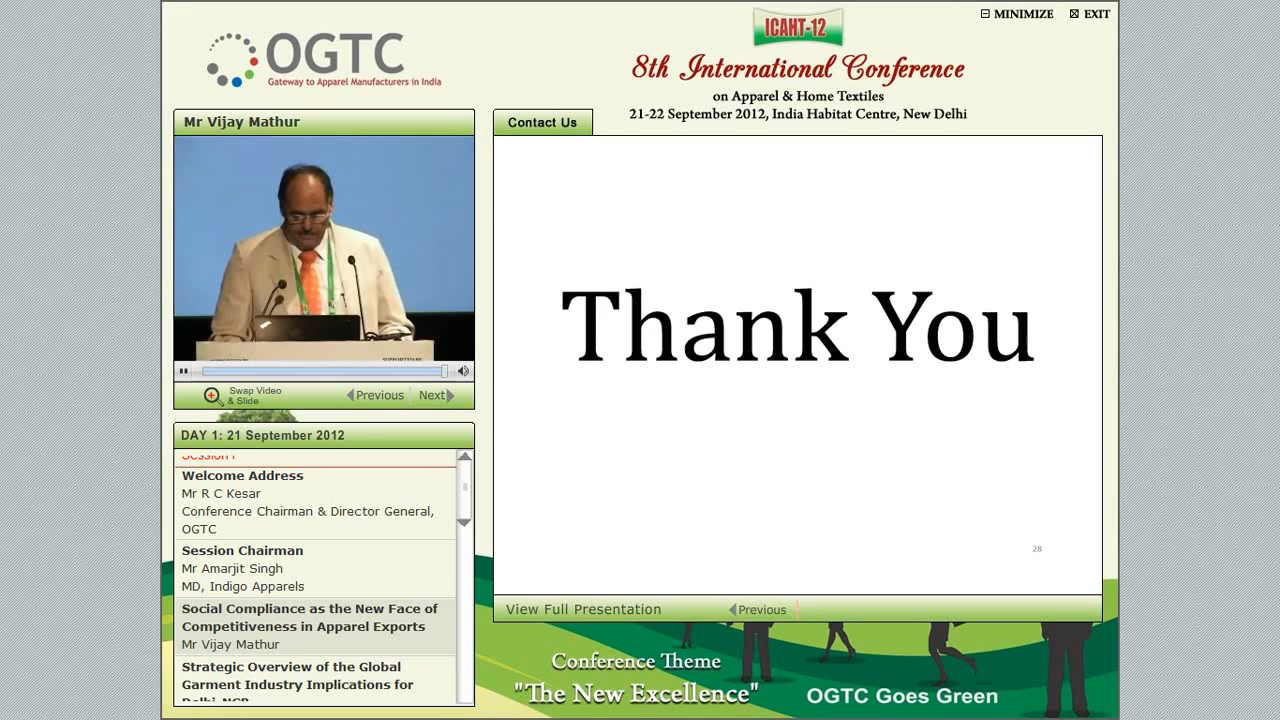 ICAHT-12
MINIMIZE EXIT
OGTC
Gateway to Apparel Manufacturers in India
8th International Conference
on Apparel & Home Textiles
21-22 September 2012, India Habitat Centre, New Delhi
Mr Vijay Mathur
Contact Us
Thank You
28
Swap Video
& Slide
Previous Next
DAY 1: 21 September 2012
Session I
Welcome Address
Mr R C Kesar
Conference Chairman & Director General,
OGTC
Session Chairman
Mr Amarjit Singh
MD, Indigo Apparels
Social Compliance as the New Face of
Competitiveness in Apparel Exports
Mr Vijay Mathur
Strategic Overview of the Global
Garment Industry Implications for
Delhi-NCR
View Full Presentation Previous
Conference Theme
"The New Excellence"
OGTC Goes Green